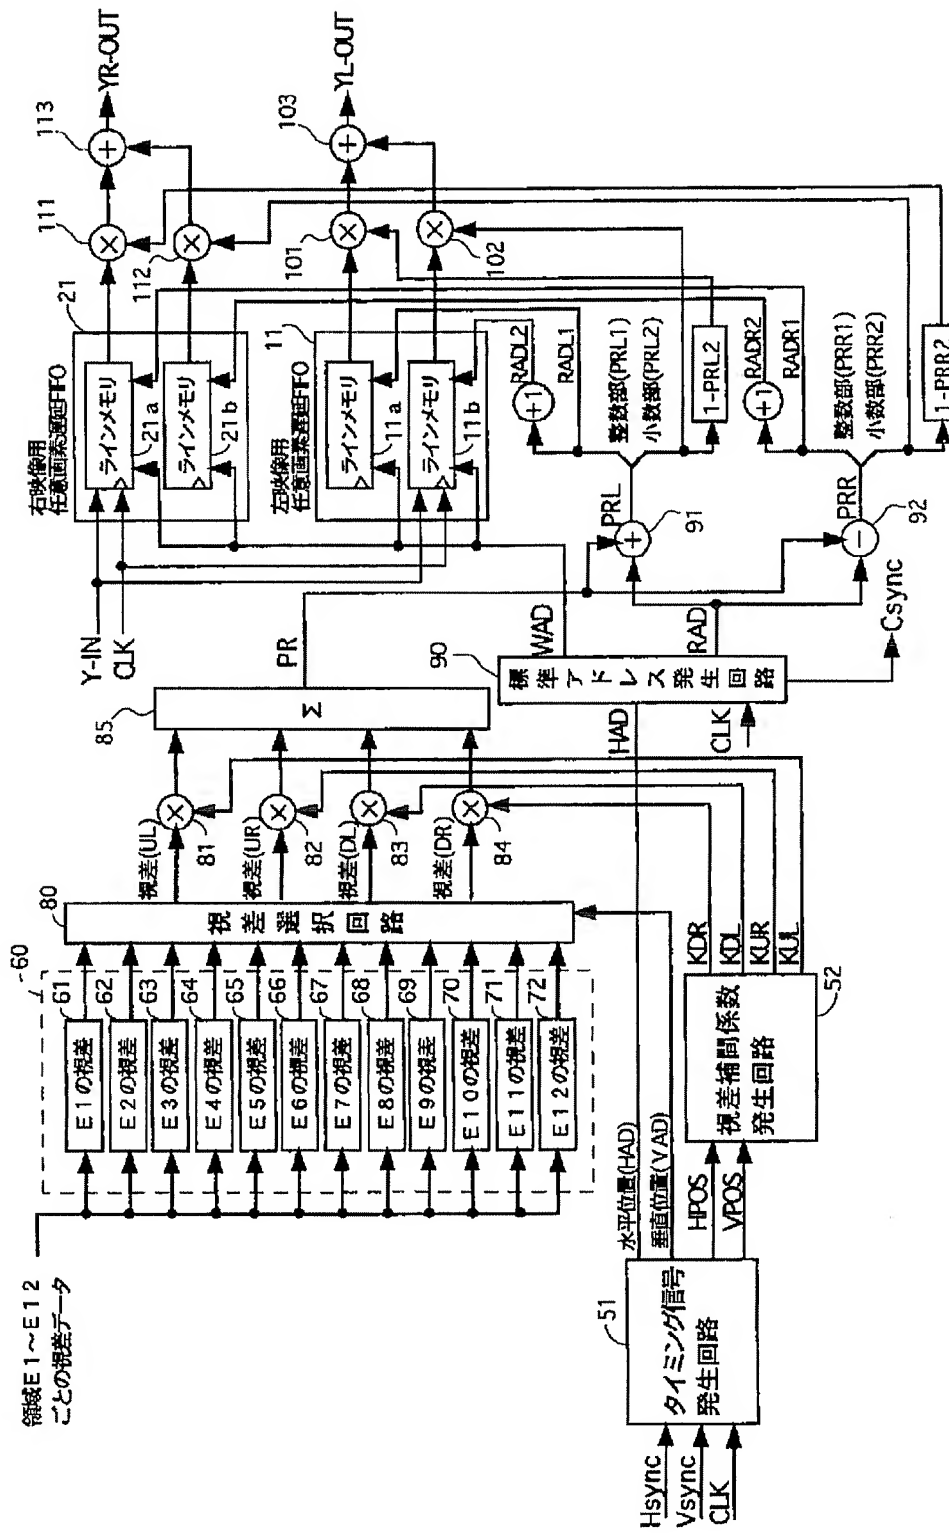 領域E1～E12
ごとの視差データ
60
61
E1の視差
62
E2の視差
63
E3の視差
64
E4の視差
65
E5の視差
66
E6の視差
67
E7の視差
68
E8の視差
69
E9の視差
70
E10の視差
71
E11の視差
72
E12の視差
80
視差選択回路
視差(UL)
視差(UR)
視差(DL)
視差(DR)
×
81
×
82
×
83
×
84
85
Σ
PR
Hsync
Vsync
CLK
51
タイミング信号
発生回路
水平位置(HAD)
垂直位置(VAD)
HPOS
VPOS
52
視差補間係数
発生回路
KDR
KDL
KUR
KUL
HAD
CLK
90
標準アドレス発生回路
WAD
RAD
Csync
Y-IN
CLK
右映像用
任意画素遅延FIFO
21
ラインメモリ
21a
ラインメモリ
21b
左映像用
任意画素遅延FIFO
11
ラインメモリ
11a
ラインメモリ
11b
+
91
PRL
−
92
PRR
+1
RADL2
RADL1
整数部(PRL1)
小数部(PRL2)
1-PRL2
+1
RADR2
RADR1
整数部(PRR1)
小数部(PRR2)
1-PRR2
111
×
112
×
113
+
YR-OUT
101
×
102
×
103
+
YL-OUT